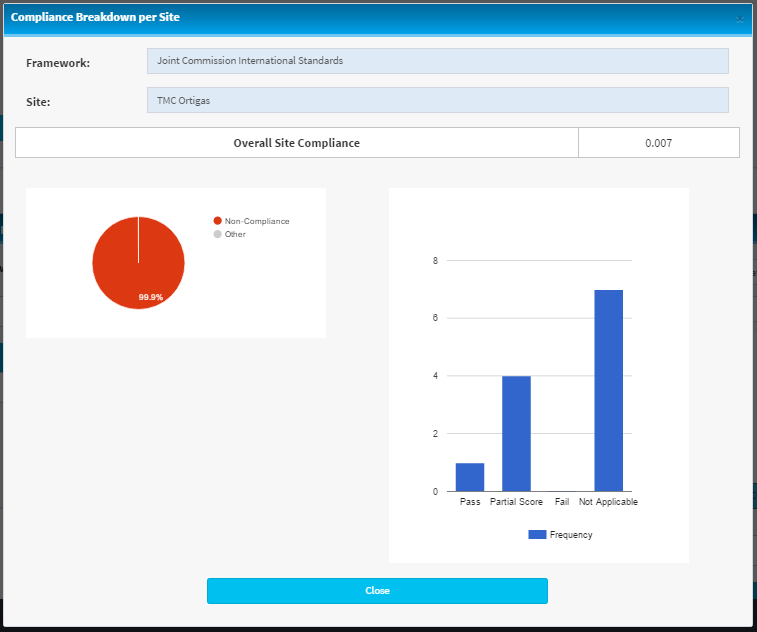 Compliance Breakdown per Site
Framework: Joint Commission International Standards
Site: TMC Ortigas
Overall Site Compliance 0.007
Non-Compliance
Other
99.9%
8
6
4
2
0
Pass Partial Score Fail Not Applicable
Frequency
Close